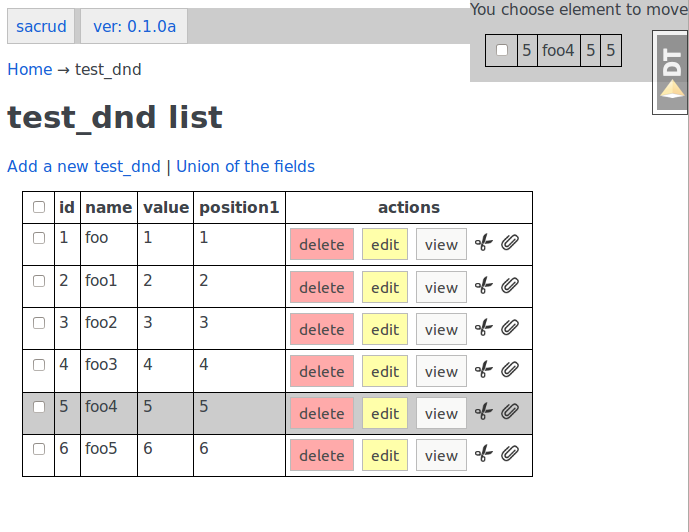 sacrud ver: 0.1.0a
You choose element to move
5 foo4 5 5
DT
Home → test_dnd
test_dnd list
Add a new test_dnd | Union of the fields
id name value position1 actions
1 foo 1 1 delete edit view
2 foo1 2 2 delete edit view
3 foo2 3 3 delete edit view
4 foo3 4 4 delete edit view
5 foo4 5 5 delete edit view
6 foo5 6 6 delete edit view